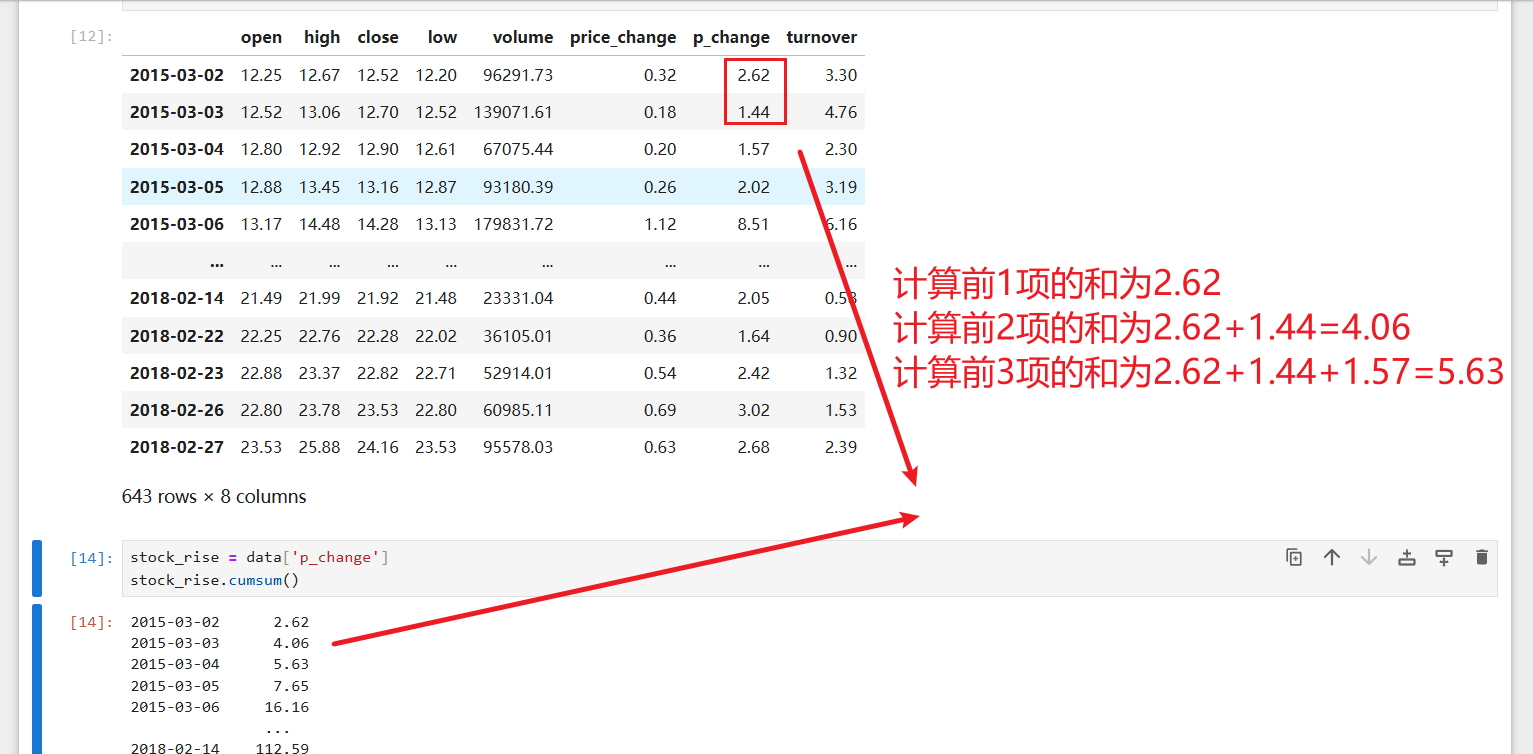 [12]:
open high close low volume price_change p_change turnover
2015-03-02 12.25 12.67 12.52 12.20 96291.73 0.32 2.62 3.30
2015-03-03 12.52 13.06 12.70 12.52 139071.61 0.18 1.44 4.76
2015-03-04 12.80 12.92 12.90 12.61 67075.44 0.20 1.57 2.30
2015-03-05 12.88 13.45 13.16 12.87 93180.39 0.26 2.02 3.19
2015-03-06 13.17 14.48 14.28 13.13 179831.72 1.12 8.51 6.16
... ... ... ... ... ... ... ... ...
2018-02-14 21.49 21.99 21.92 21.48 23331.04 0.44 2.05 0.58
2018-02-22 22.25 22.76 22.28 22.02 36105.01 0.36 1.64 0.90
2018-02-23 22.88 23.37 22.82 22.71 52914.01 0.54 2.42 1.32
2018-02-26 22.80 23.78 23.53 22.80 60985.11 0.69 3.02 1.53
2018-02-27 23.53 25.88 24.16 23.53 95578.03 0.63 2.68 2.39
643 rows × 8 columns
计算前1项的和为2.62
计算前2项的和为2.62+1.44=4.06
计算前3项的和为2.62+1.44+1.57=5.63
[14]:
stock_rise = data['p_change']
stock_rise.cumsum()
[14]:
2015-03-02 2.62
2015-03-03 4.06
2015-03-04 5.63
2015-03-05 7.65
2015-03-06 16.16
...
2018-02-14 112.59